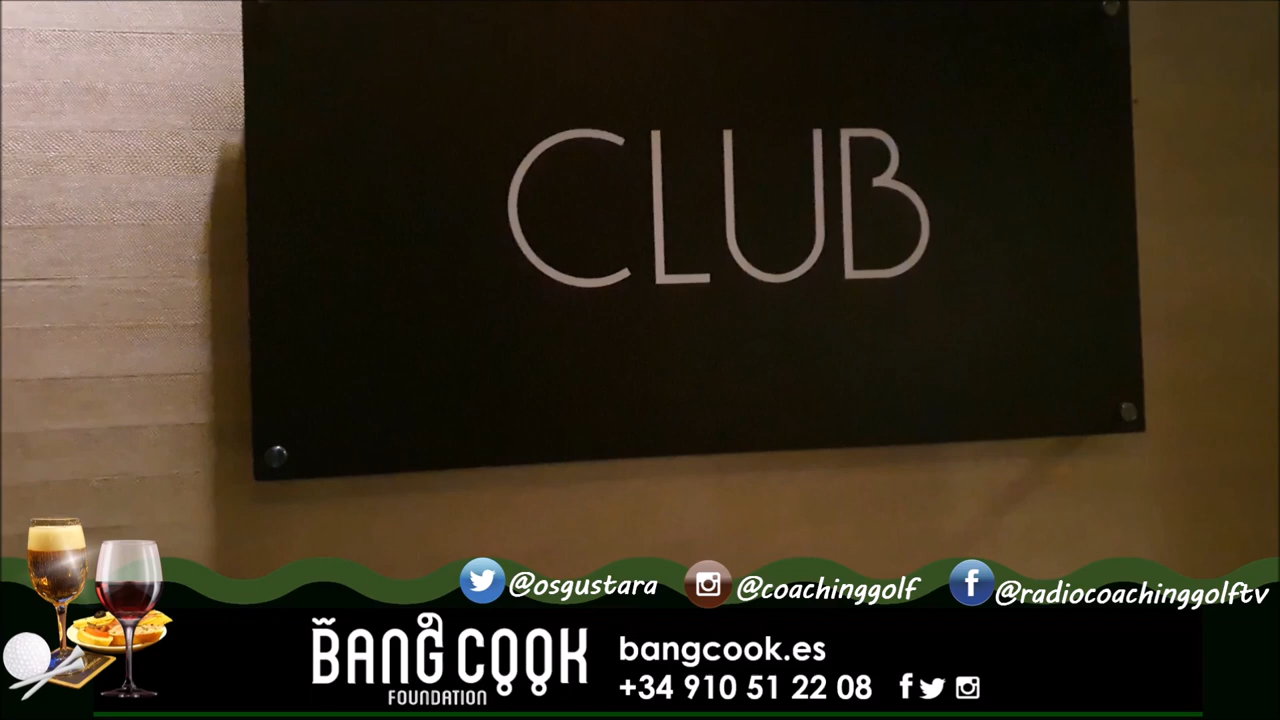 CLUB
@osgustara @coachinggolf @radiocoachinggolftv
BANG COOK
FOUNDATION
bangcook.es
+34 910 51 22 08